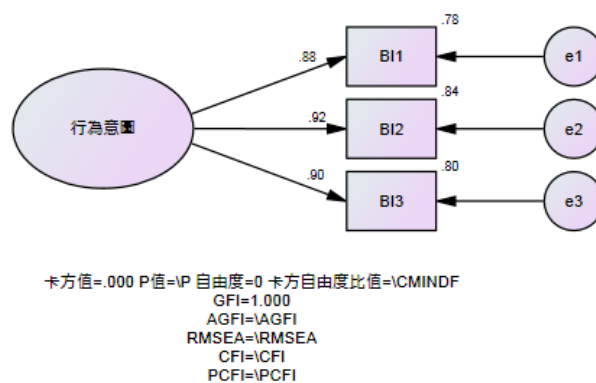 .78
.88
BI1
e1
.84
行為意圖
.92
BI2
e2
.80
.90
BI3
e3
卡方值=.000 P值=\P 自由度=0 卡方自由度比值=\CMINDF
GFI=1.000
AGFI=\AGFI
RMSEA=\RMSEA
CFI=\CFI
PCFI=\PCFI